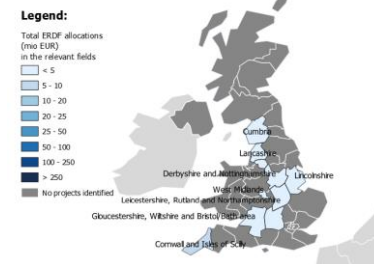 Legend:
Total ERDF allocations
(mio EUR)
in the relevant fields
< 5
5 - 10
10 - 20
20 - 25
25 - 50
50 - 100
100 - 250
> 250
No projects identified
Cumbria
Lancashire
Derbyshire and Nottinghamshire
Lincolnshire
West Midlands
Leicestershire, Rutland and Northamptonshire
Gloucestershire, Wiltshire and Bristol/Bath area
Cornwall and Isles of Scilly